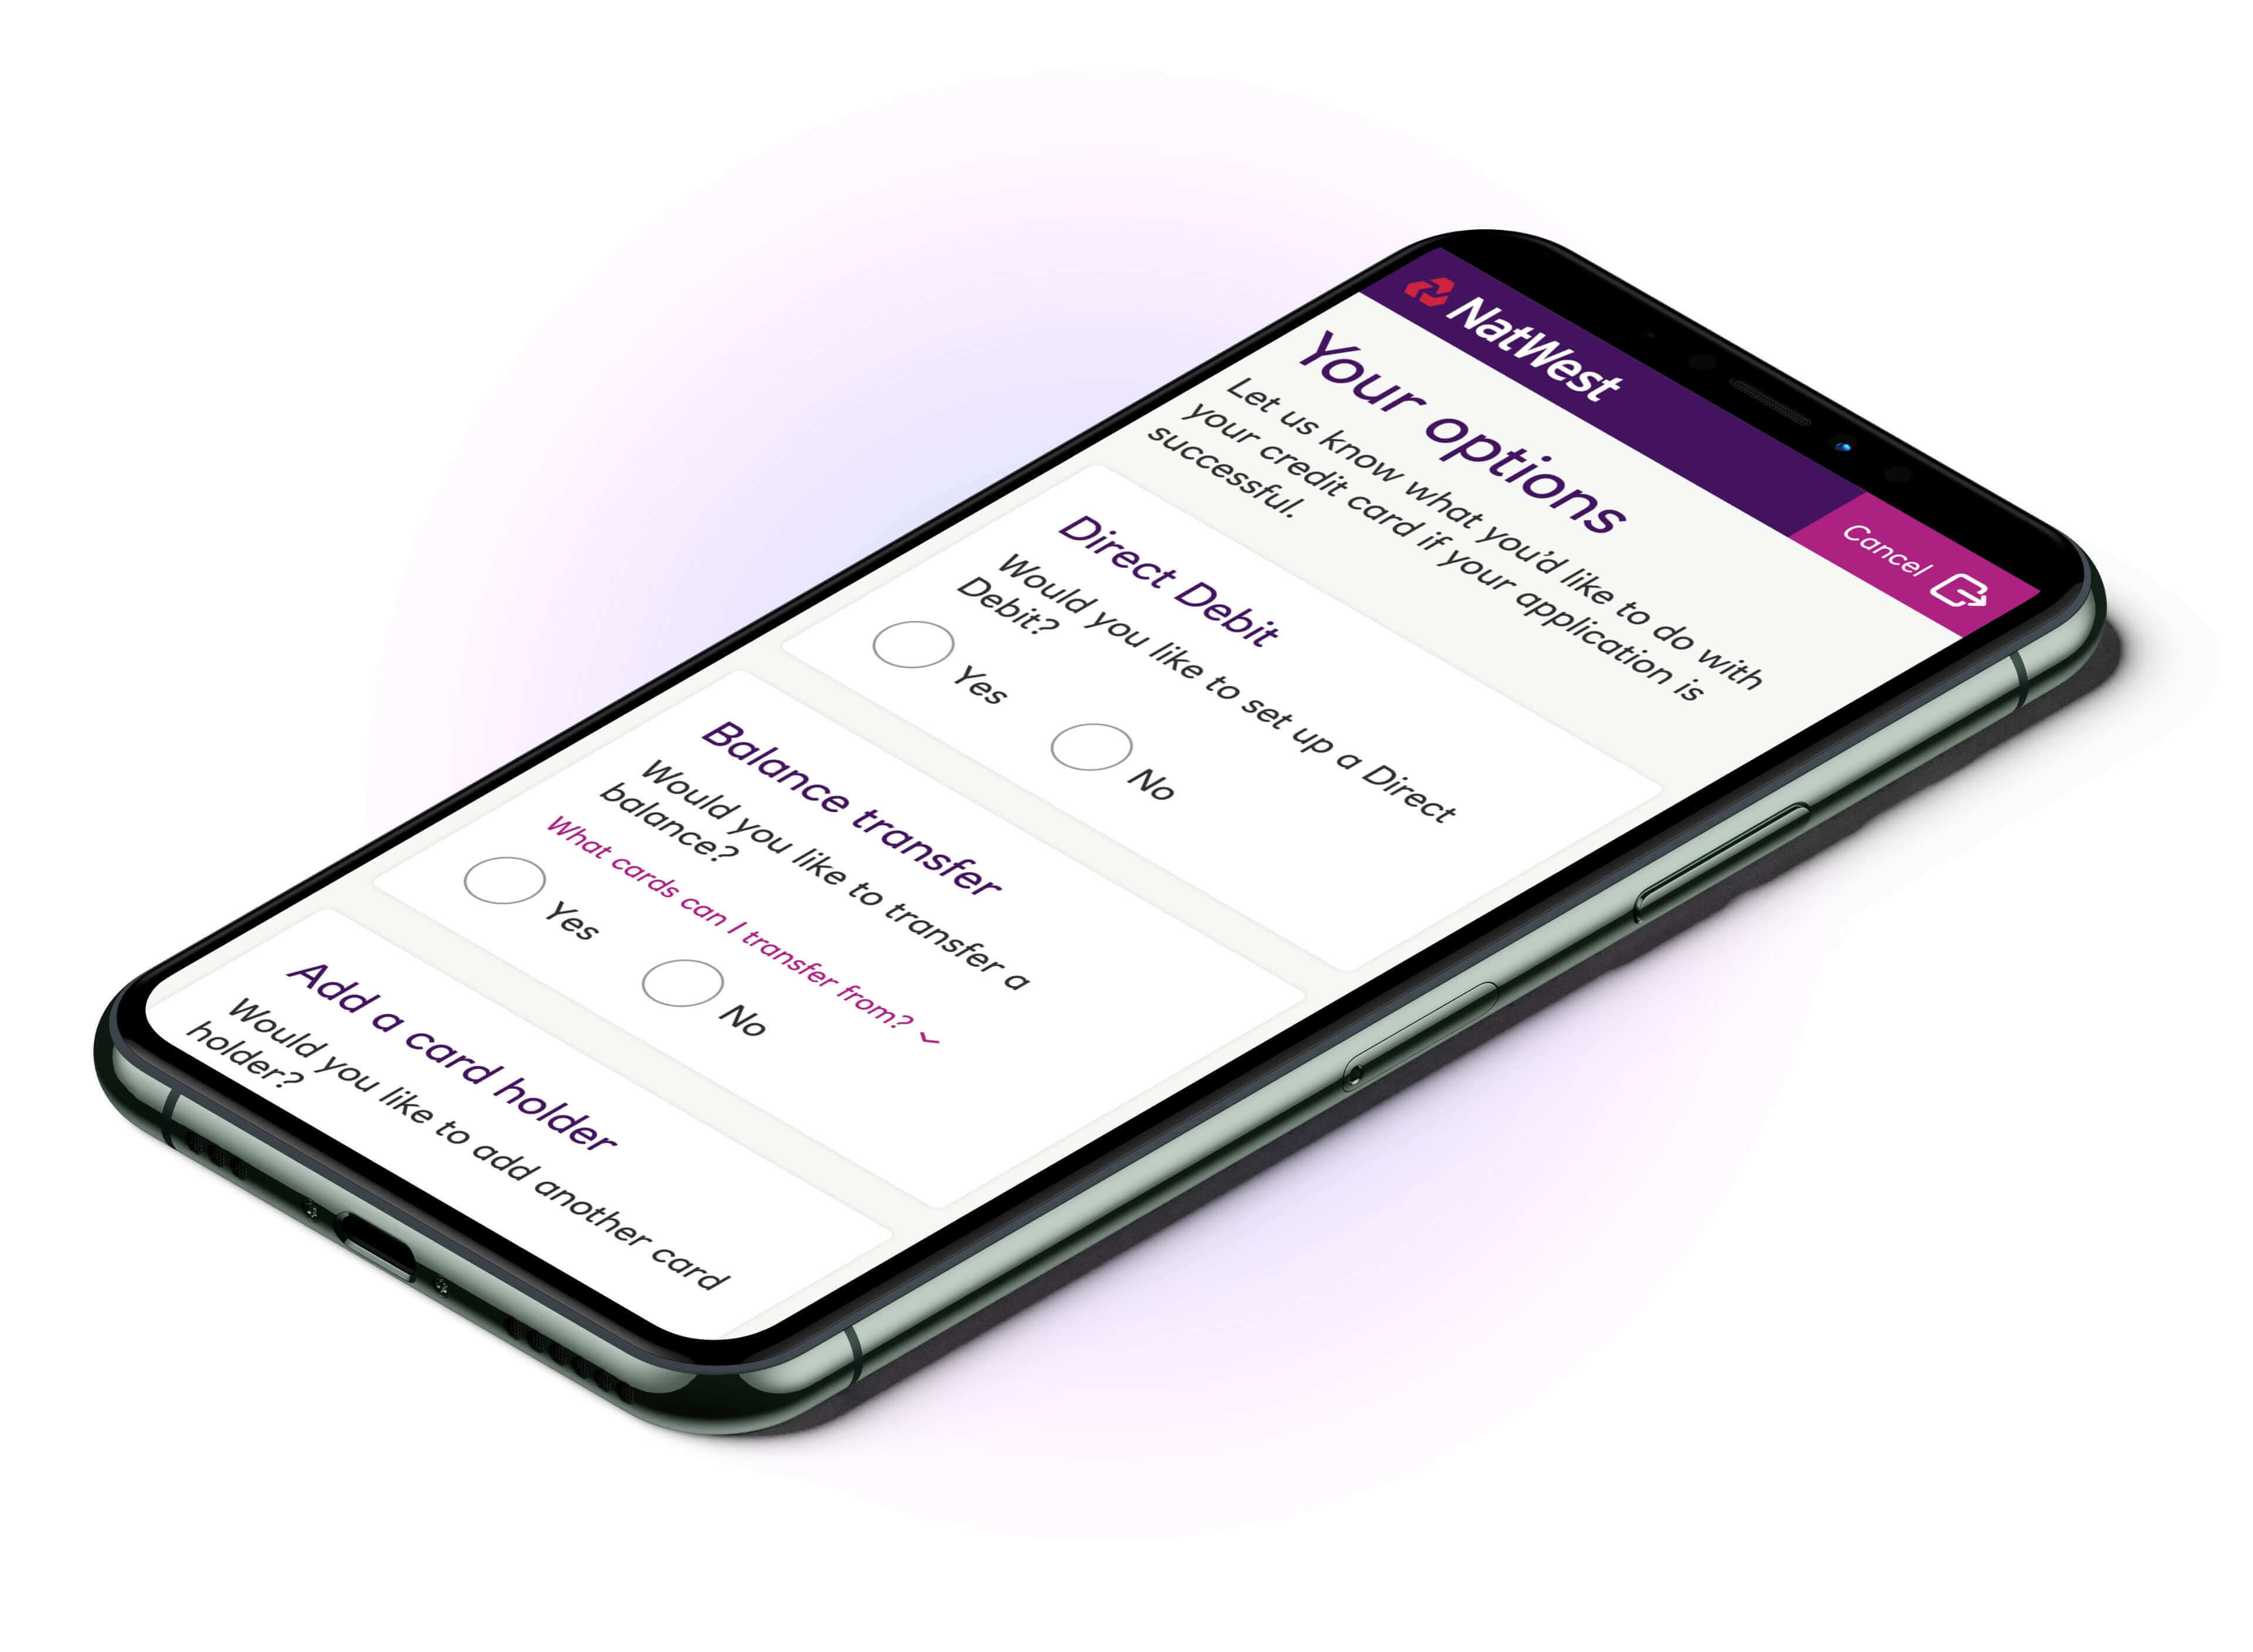 NatWest
Cancel
Your options
Let us know what you'd like to do with
your credit card if your application is
successful.
Direct Debit
Would you like to set up a Direct
Debit?
Yes
No
Balance transfer
Would you like to transfer a
balance?
What cards can I transfer from?
Yes
No
Add a card holder
Would you like to add another card
holder?